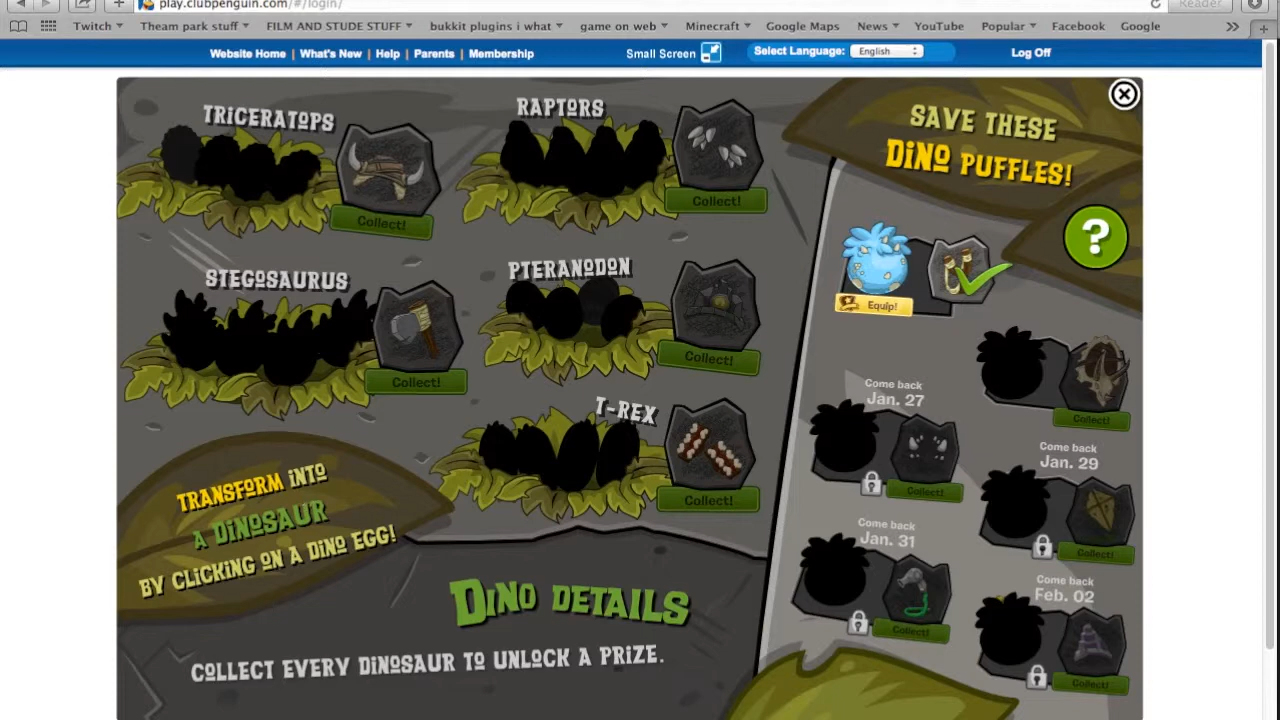 play.clubpenguin.com/#/login/
Reader
Twitch Theam park stuff FILM AND STUDE STUFF bukkit plugins i what game on web Minecraft Google Maps News YouTube Popular Facebook Google
Website Home | What's New | Help | Parents | Membership
Small Screen
Select Language: English
Log Off
TRICERATOPS
Collect!
RAPTORS
Collect!
STEGOSAURUS
Collect!
PTERANODON
Collect!
T-REX
Collect!
TRANSFORM INTO
A DINOSAUR
BY CLICKING ON A DINO EGG!
DINO DETAILS
COLLECT EVERY DINOSAUR TO UNLOCK A PRIZE.
SAVE THESE
DINO PUFFLES!
?
Equip!
Collect!
Come back
Jan. 27
Collect!
Come back
Jan. 29
Collect!
Come back
Jan. 31
Collect!
Come back
Feb. 02
Collect!